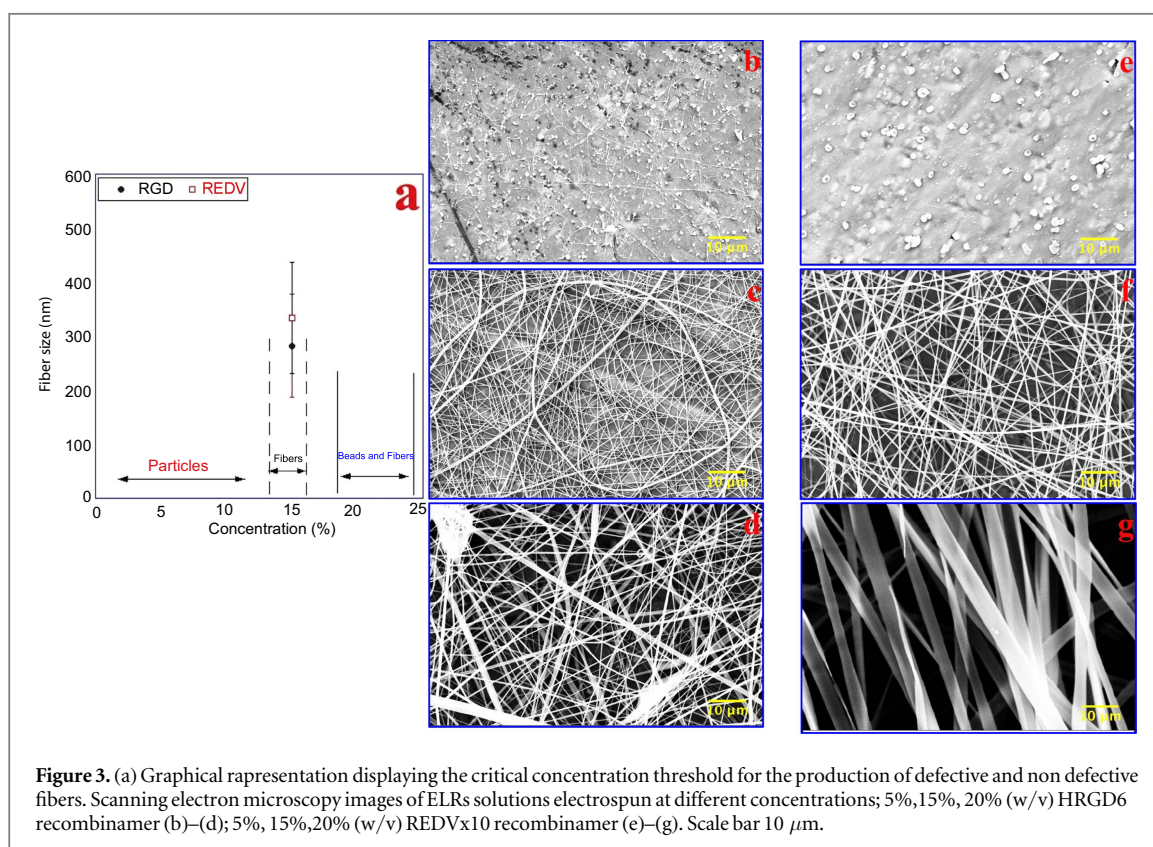 a
RGD REDV
600
500
400
300
200
100
0
Fiber size (nm)
Particles
Fibers
Beads and Fibers
0 5 10 15 20 25
Concentration (%)
b
10 μm
c
10 μm
d
10 μm
e
10 μm
f
10 μm
g
10 μm
Figure 3. (a) Graphical rapresentation displaying the critical concentration threshold for the production of defective and non defective
fibers. Scanning electron microscopy images of ELRs solutions electrospun at different concentrations; 5%,15%, 20% (w/v) HRGD6
recombinamer (b)–(d); 5%, 15%,20% (w/v) REDVx10 recombinamer (e)–(g). Scale bar 10 μm.